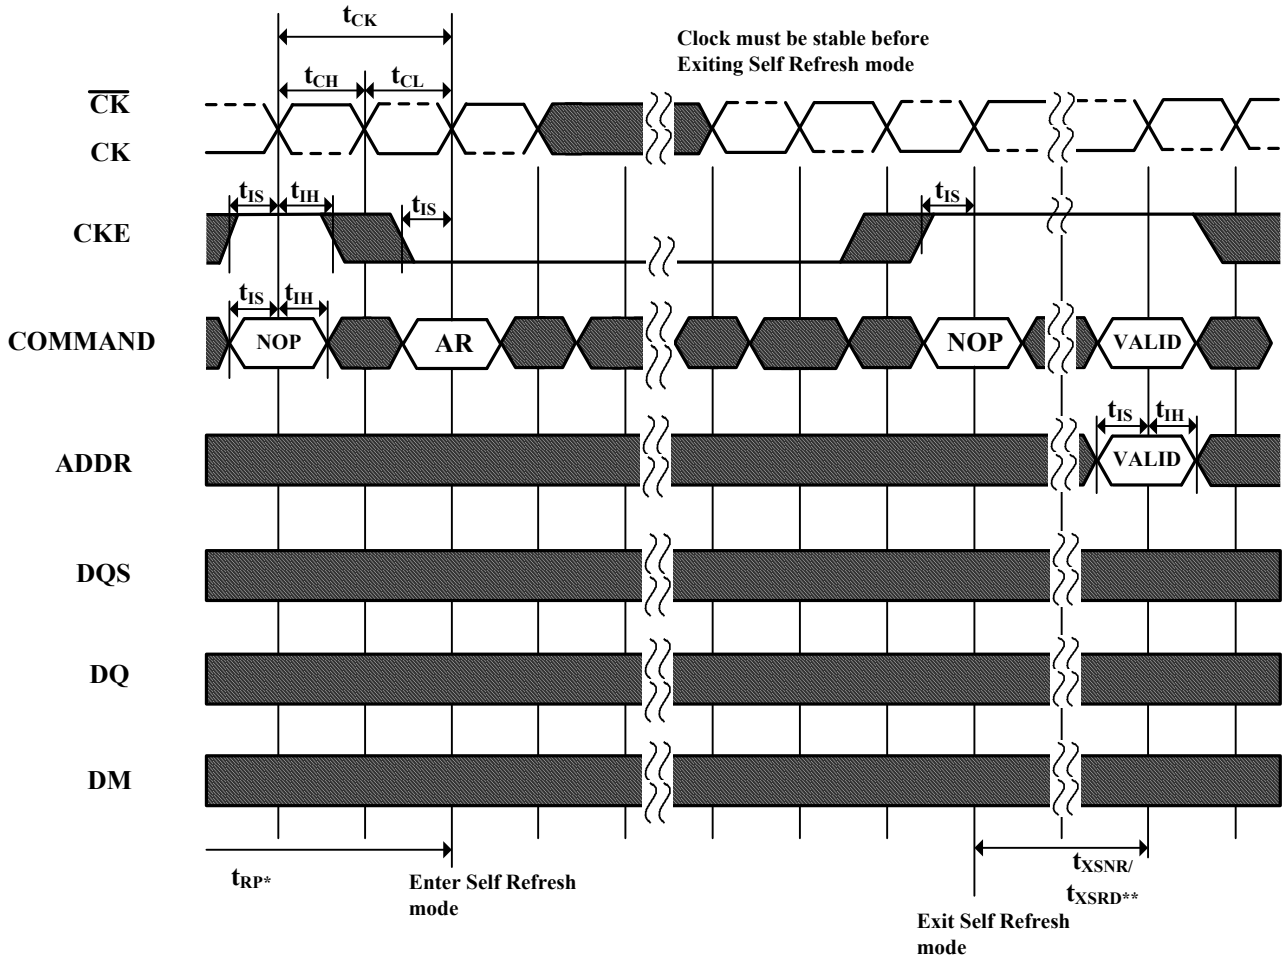 tCK
Clock must be stable before
Exiting Self Refresh mode
tCH
tCL
CK
CK
tIS
tIH
tIS
tIS
CKE
tIS
tIH
COMMAND
NOP
AR
NOP
VALID
tIS
tIH
ADDR
VALID
DQS
DQ
DM
tRP*
Enter Self Refresh
mode
tXSNR/
tXSRD**
Exit Self Refresh
mode